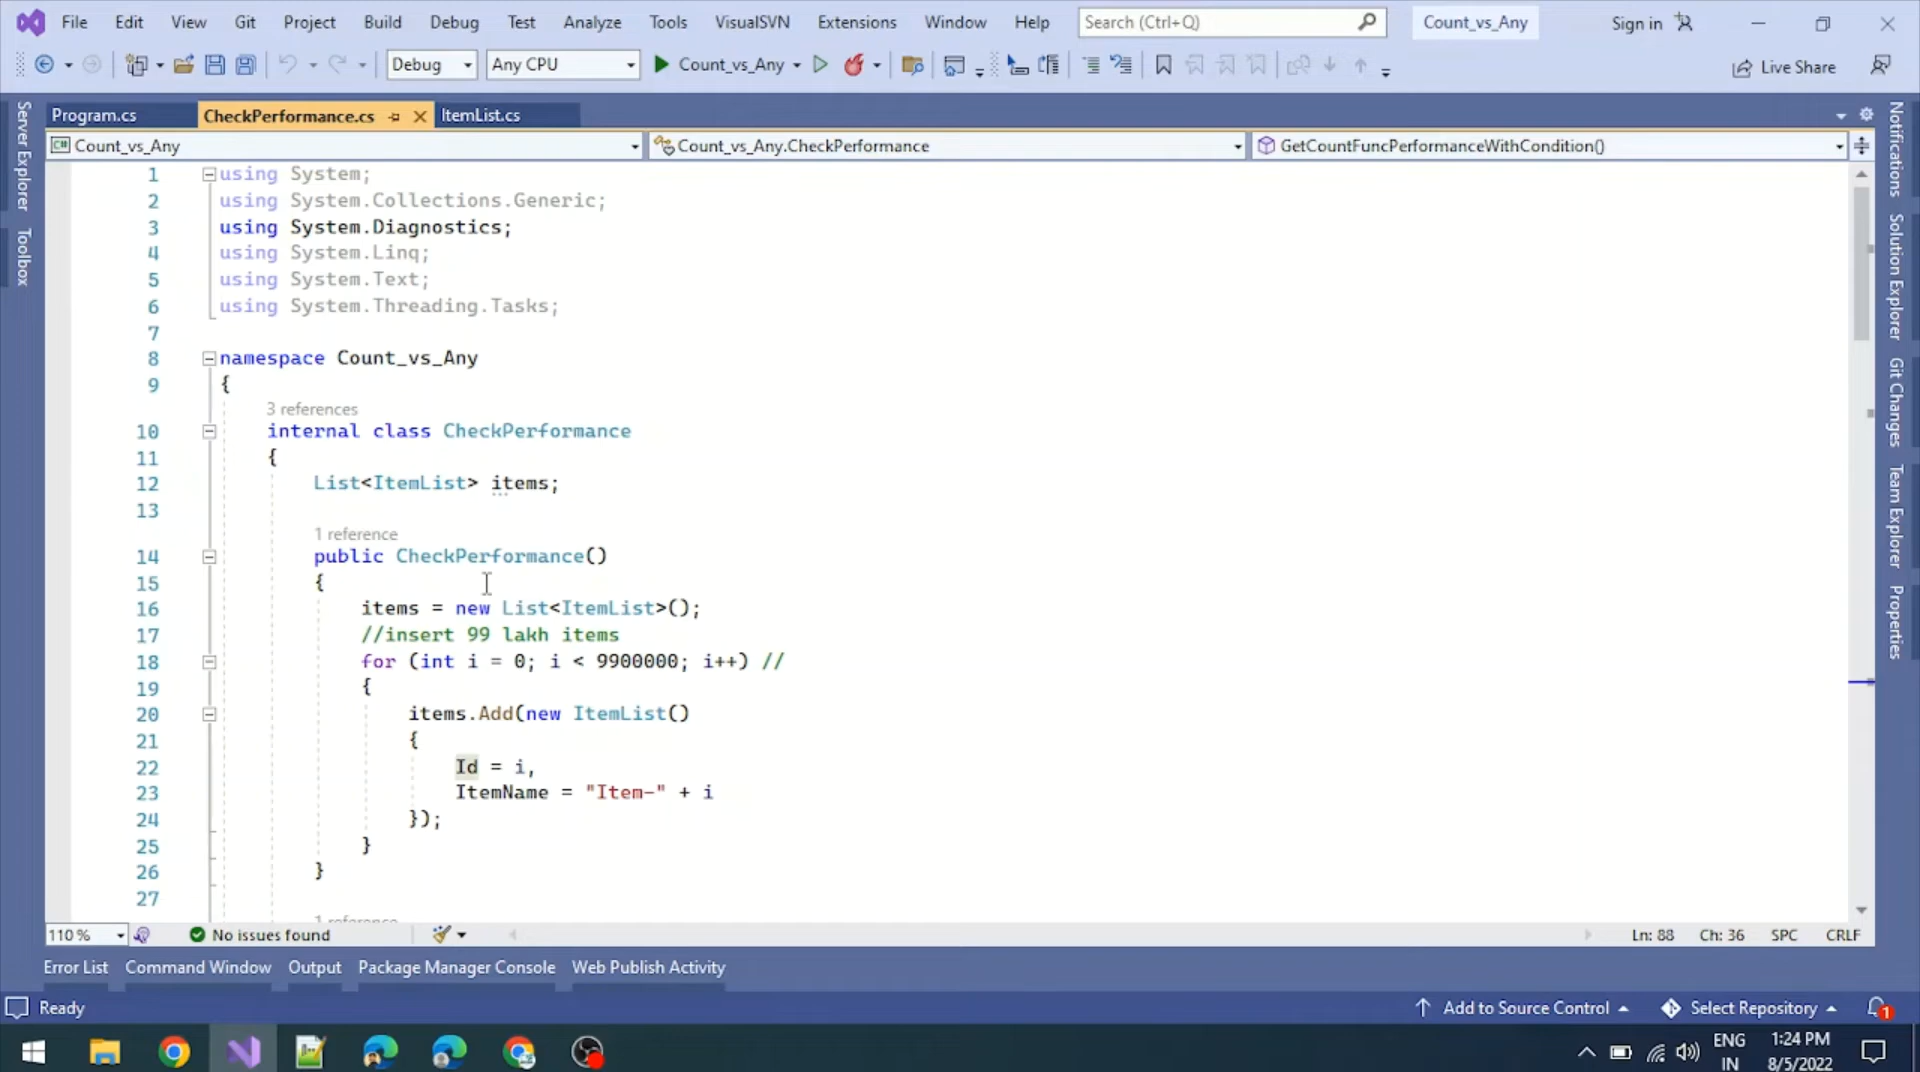 File Edit View Git Project Build Debug Test Analyze Tools VisualSVN Extensions Window Help Search (Ctrl+Q) Count_vs_Any Sign in
Debug Any CPU Count_vs_Any Live Share
Program.cs CheckPerformance.cs ItemList.cs
Count_vs_Any Count_vs_Any.CheckPerformance GetCountFuncPerformanceWithCondition()
Server Explorer
Toolbox
1 using System;
2 using System.Collections.Generic;
3 using System.Diagnostics;
4 using System.Linq;
5 using System.Text;
6 using System.Threading.Tasks;
7
8 namespace Count_vs_Any
9 {
3 references
10 internal class CheckPerformance
11 {
12 List<ItemList> items;
13
1 reference
14 public CheckPerformance()
15 {
16 items = new List<ItemList>();
17 //insert 99 lakh items
18 for (int i = 0; i < 9900000; i++) //
19 {
20 items.Add(new ItemList()
21 {
22 Id = i,
23 ItemName = "Item-" + i
24 });
25 }
26 }
27
1 reference
Notifications
Solution Explorer
Git Changes
Team Explorer
Properties
110 % No issues found Ln: 88 Ch: 36 SPC CRLF
Error List Command Window Output Package Manager Console Web Publish Activity
Ready Add to Source Control Select Repository 1
ENG 1:24 PM
IN 8/5/2022